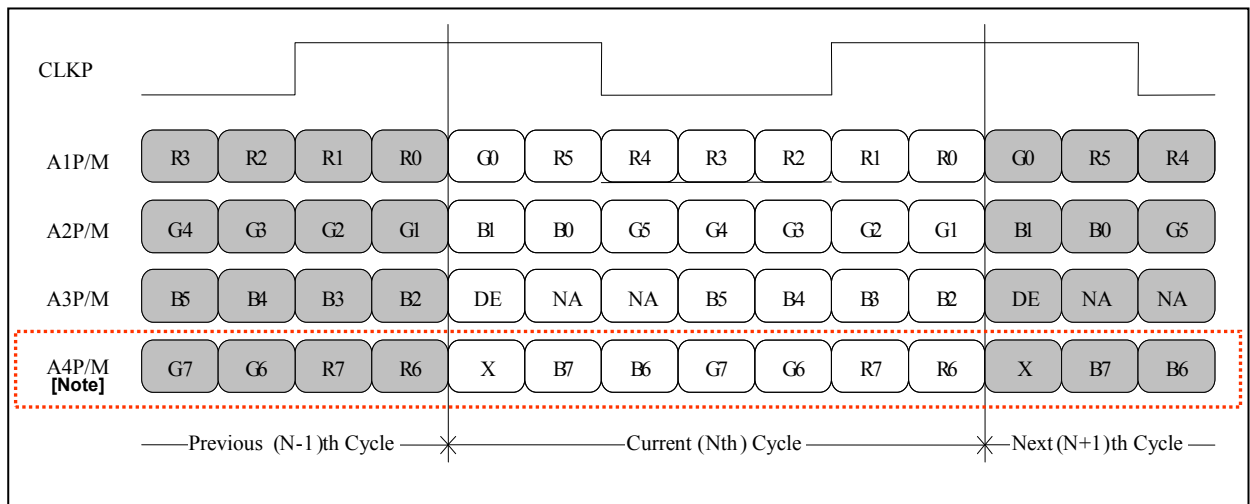 CLKP
A1P/M R3 R2 R1 R0 G0 R5 R4 R3 R2 R1 R0 G0 R5 R4
A2P/M G4 G3 G2 G1 B1 B0 G5 G4 G3 G2 G1 B1 B0 G5
A3P/M B5 B4 B3 B2 DE NA NA B5 B4 B3 B2 DE NA NA
A4P/M G7 G6 R7 R6 X B7 B6 G7 G6 R7 R6 X B7 B6
[Note]
Previous (N-1)th Cycle Current (Nth) Cycle Next (N+1)th Cycle